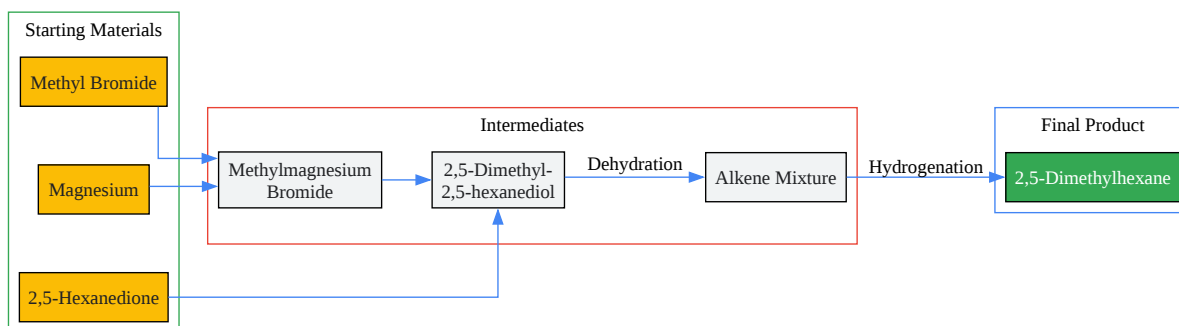 Starting Materials
Methyl Bromide
Magnesium
2,5-Hexanedione
Intermediates
Methylmagnesium
Bromide
2,5-Dimethyl-
2,5-hexanediol
Dehydration
Alkene Mixture
Hydrogenation
Final Product
2,5-Dimethylhexane